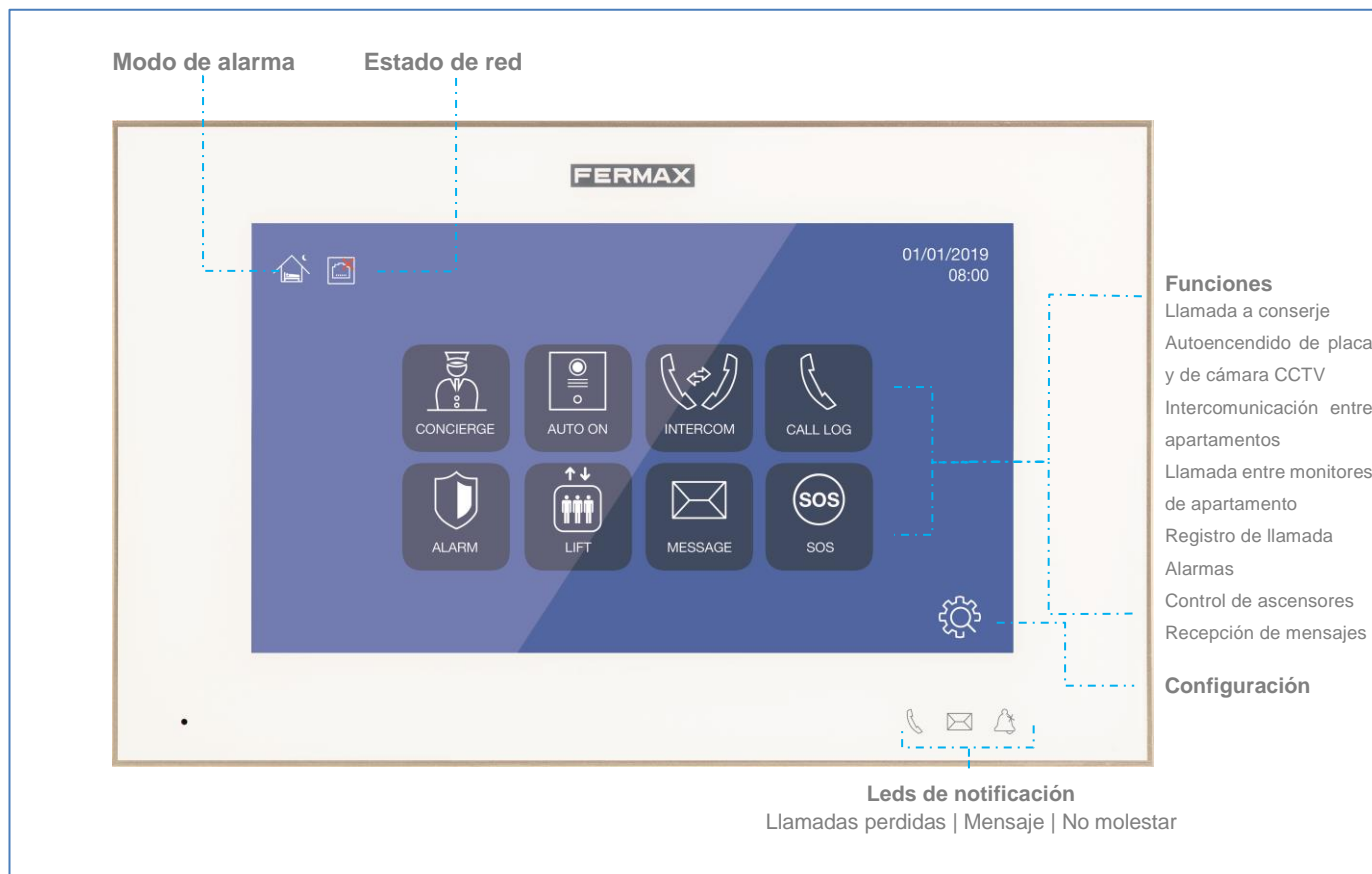 Modo de alarma
Estado de red
FERMAX
01/01/2019
08:00
CONCIERGE
AUTO ON
INTERCOM
CALL LOG
ALARM
LIFT
MESSAGE
SOS
SOS
Funciones
Llamada a conserje
Autoencendido de placa
y de cámara CCTV
Intercomunicación entre
apartamentos
Llamada entre monitores
de apartamento
Registro de llamada
Alarmas
Control de ascensores
Recepción de mensajes
Configuración
Leds de notificación
Llamadas perdidas | Mensaje | No molestar